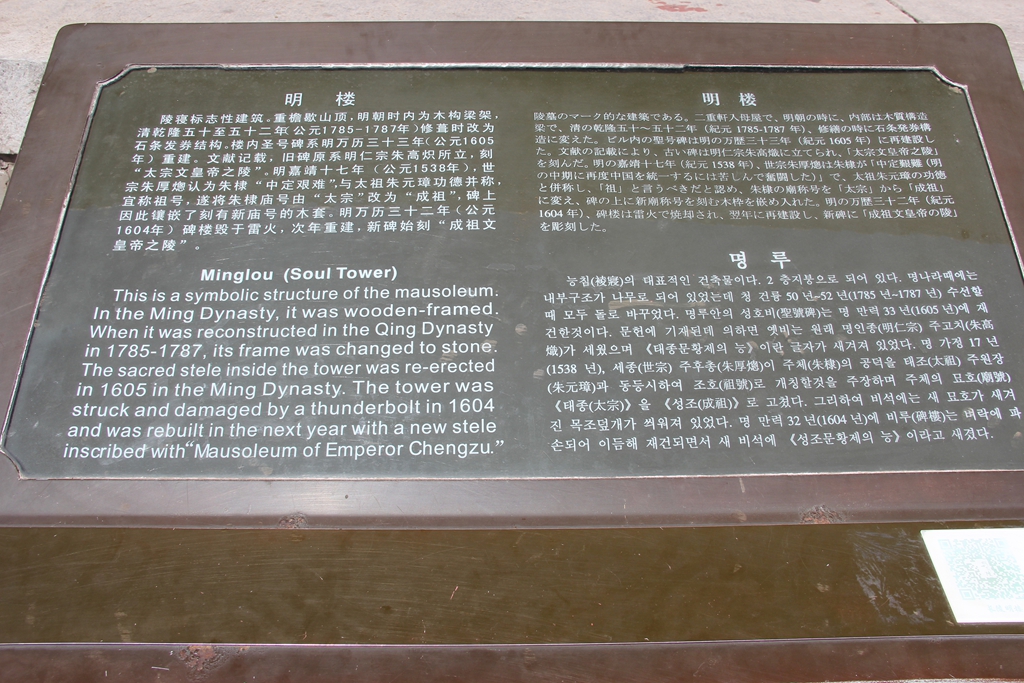 明 楼
陵寝标志性建筑。重檐歇山顶，明朝时内为木构梁架，
清乾隆五十至五十二年（公元1785-1787年）修葺时改为
石条发券结构。楼内圣号碑系明万历三十三年（公元1605
年）重建。文献记载，旧碑原系明仁宗朱高炽所立，刻
“太宗文皇帝之陵”。明嘉靖十七年（公元1538年），世
宗朱厚熜认为朱棣“中定艰难”，与太祖朱元璋功德并称，
宜称祖号，遂将朱棣庙号由“太宗”改为“成祖”，碑上
因此镶嵌了刻有新庙号的木套。明万历三十二年（公元
1604年）碑楼毁于雷火，次年重建，新碑始刻“成祖文
皇帝之陵”。
Minglou (Soul Tower)
This is a symbolic structure of the mausoleum.
In the Ming Dynasty, it was wooden-framed.
When it was reconstructed in the Qing Dynasty
in 1785-1787, its frame was changed to stone.
The sacred stele inside the tower was re-erected
in 1605 in the Ming Dynasty. The tower was
struck and damaged by a thunderbolt in 1604
and was rebuilt in the next year with a new stele
inscribed with“Mausoleum of Emperor Chengzu.”
明 楼
陵墓のマーク的な建築である。二重軒入母屋で、明朝の時に、内部は木質構造
梁で、清の乾隆五十～五十二年（紀元 1785-1787 年）、修繕の時に石条発券構
造に変えた。ビル内の聖号碑は明の万歴三十三年（紀元 1605 年）に再建設し
た。文献の記載により、古い碑は明仁宗朱高熾に立てられ、「太宗文皇帝之陵」
を刻んだ。明の嘉靖十七年（紀元 1538 年）、世宗朱厚熜は朱棣が「中定艱難（明
の中期に再度中国を統一するには苦しんで奮闘した）」で、太祖朱元璋の功徳
と併称し、「祖」と言うべきだと認め、朱棣の廟称号を「太宗」から「成祖」
に変え、碑の上に新廟称号を刻む木枠を嵌め入れた。明の万歴三十二年（紀元
1604 年）、碑楼は雷火で焼却され、翌年に再建設し、新碑に「成祖文皇帝の陵」
を彫刻した。
명 루
능침(祾寢)의 대표적인 건축물이다. 2 층지붕으로 되어 있다. 명나라때에는
내부구조가 나무로 되어 있었는데 청 건륭 50 년-52 년(1785 년-1787 년) 수선할
때 모두 돌로 바꾸었다. 명루안의 성호비(聖號碑)는 명 만력 33 년(1605 년)에 재
건한것이다. 문헌에 기재된데 의하면 옛비는 원래 명인종(明仁宗) 주고치(朱高
熾)가 세웠으며 《태종문황제의 능》이란 글자가 새겨져 있었다. 명 가정 17 년
(1538 년), 세종(世宗) 주후총(朱厚熜)이 주체(朱棣)의 공덕을 태조(太祖) 주원장
(朱元璋)과 동등시하여 조호(祖號)로 개칭할것을 주장하며 주체의 묘호(廟號)
《태종(太宗)》을 《성조(成祖)》로 고쳤다. 그리하여 비석에는 새 묘호가 새겨
진 목조덮개가 씌워져 있었다. 명 만력 32 년(1604 년)에 비루(碑樓)는 벼락에 파
손되어 이듬해 재건되면서 새 비석에 《성조문황제의 능》이라고 새겼다.